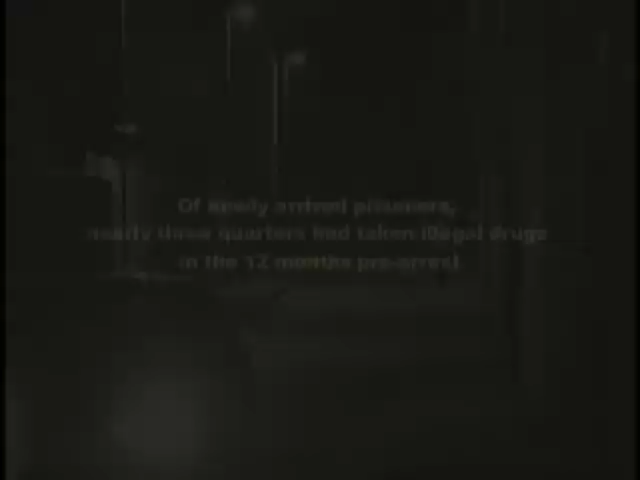 Of newly arrived prisoners,
nearly three quarters had taken illegal drugs
in the 12 months pre-arrest